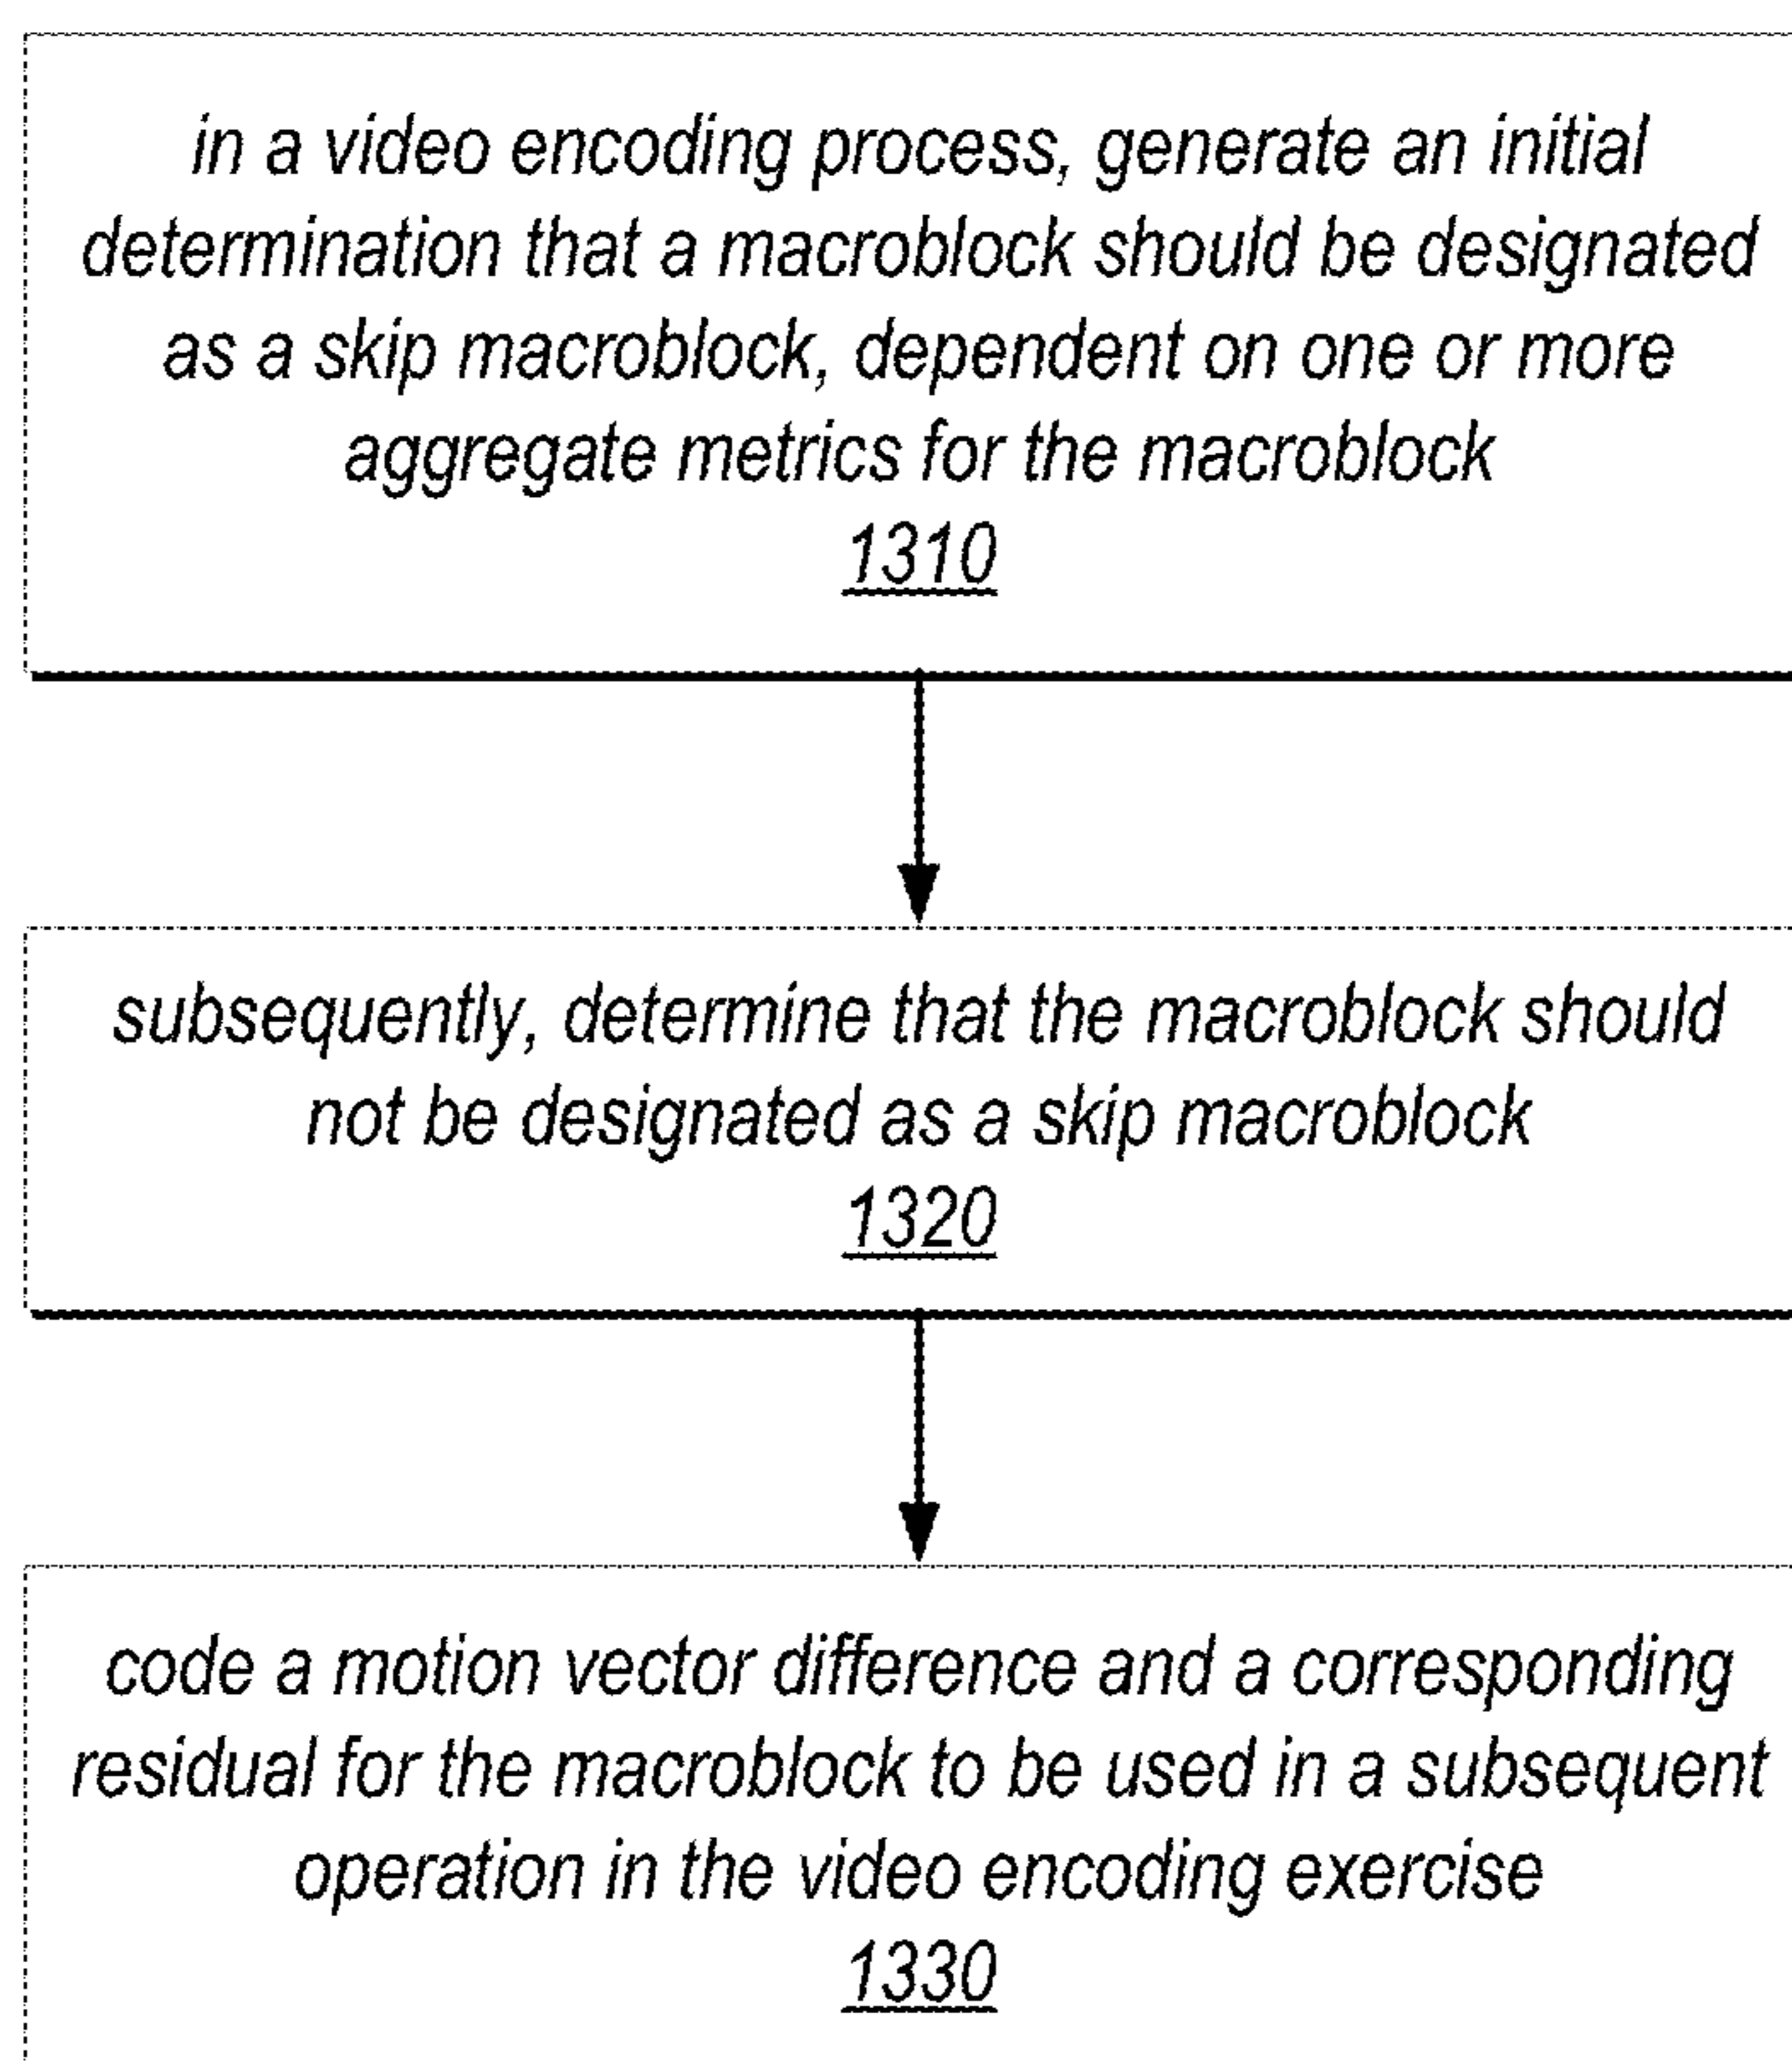 in a video encoding process, generate an initial
determination that a macroblock should be designated
as a skip macroblock, dependent on one or more
aggregate metrics for the macroblock
1310
subsequently, determine that the macroblock should
not be designated as a skip macroblock
1320
code a motion vector difference and a corresponding
residual for the macroblock to be used in a subsequent
operation in the video encoding exercise
1330